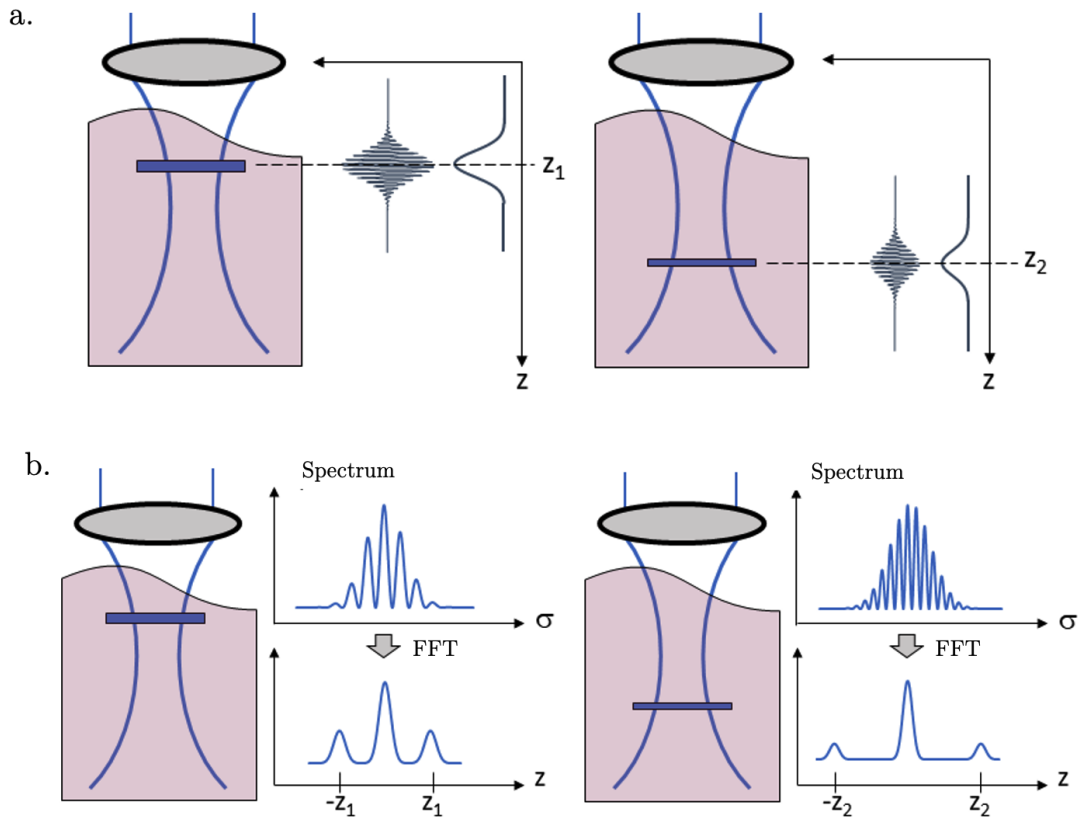 a.
z₁
z₂
z
z
b.
Spectrum
Spectrum
σ
σ
FFT
FFT
z
z
-z₁
z₁
-z₂
z₂